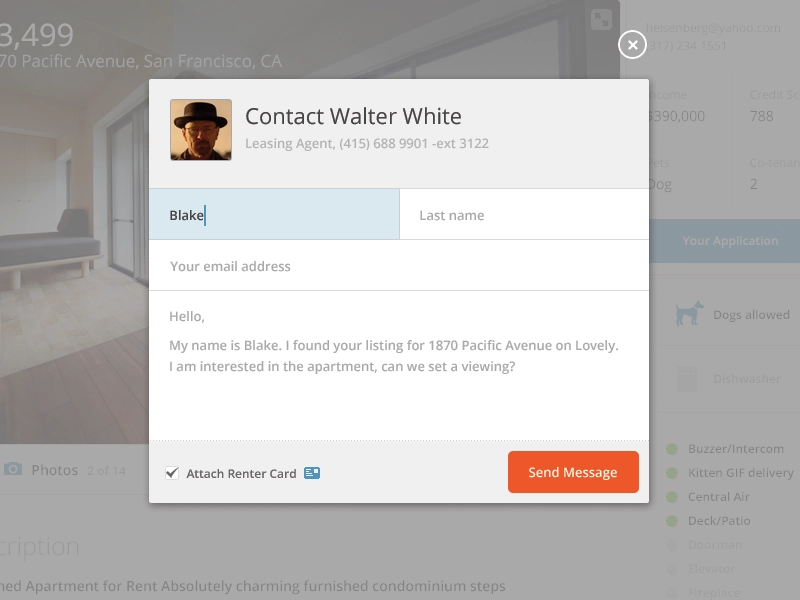 3,499
70 Pacific Avenue, San Francisco, CA
heisenberg@yahoo.com
317) 234 1551
Income
$390,000
Credit Sc
788
Pets
Dog
Co-tenan
2
Your Application
Dogs allowed
Dishwasher
Buzzer/Intercom
Kitten GIF delivery
Central Air
Deck/Patio
Doorman
Elevator
Fireplace
Contact Walter White
Leasing Agent, (415) 688 9901 -ext 3122
Blake
Last name
Your email address
Hello,
My name is Blake. I found your listing for 1870 Pacific Avenue on Lovely.
I am interested in the apartment, can we set a viewing?
Attach Renter Card
Send Message
Photos 2 of 14
cription
ned Apartment for Rent Absolutely charming furnished condominium steps